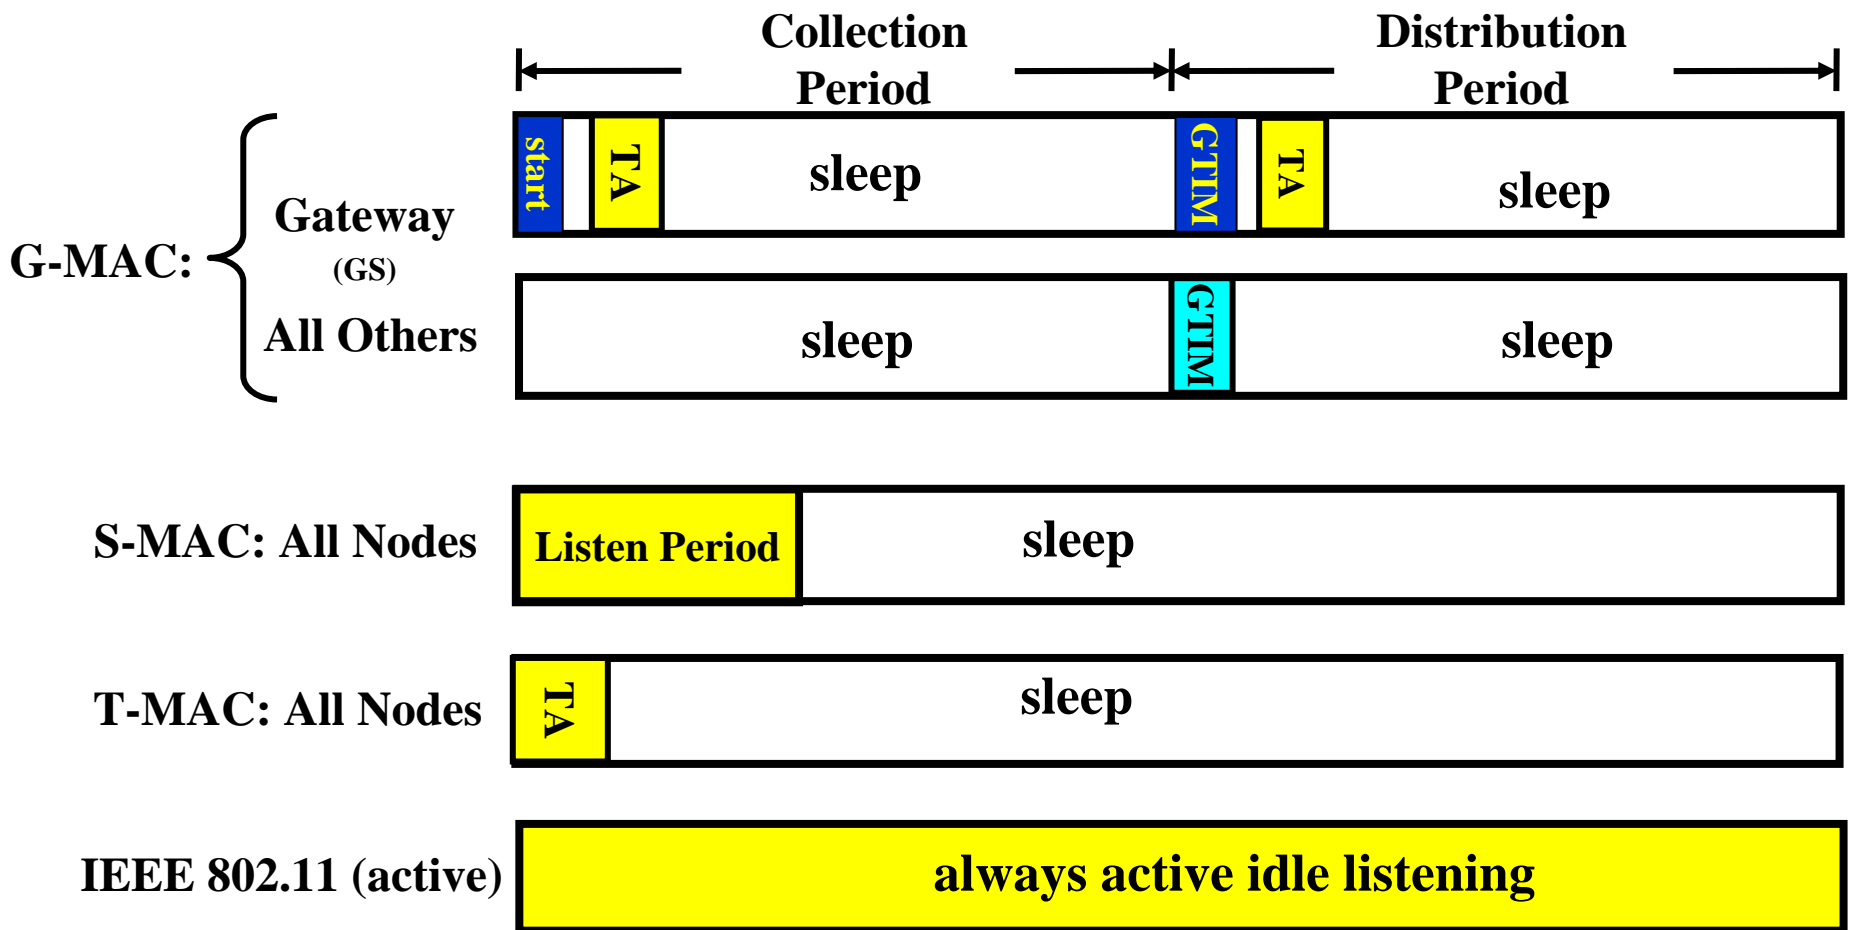 Collection
Period
Distribution
Period
G-MAC:
Gateway
(GS)
start
TA
sleep
GTIM
TA
sleep
All Others
sleep
GTIM
sleep
S-MAC: All Nodes
Listen Period
sleep
T-MAC: All Nodes
TA
sleep
IEEE 802.11 (active)
always active idle listening